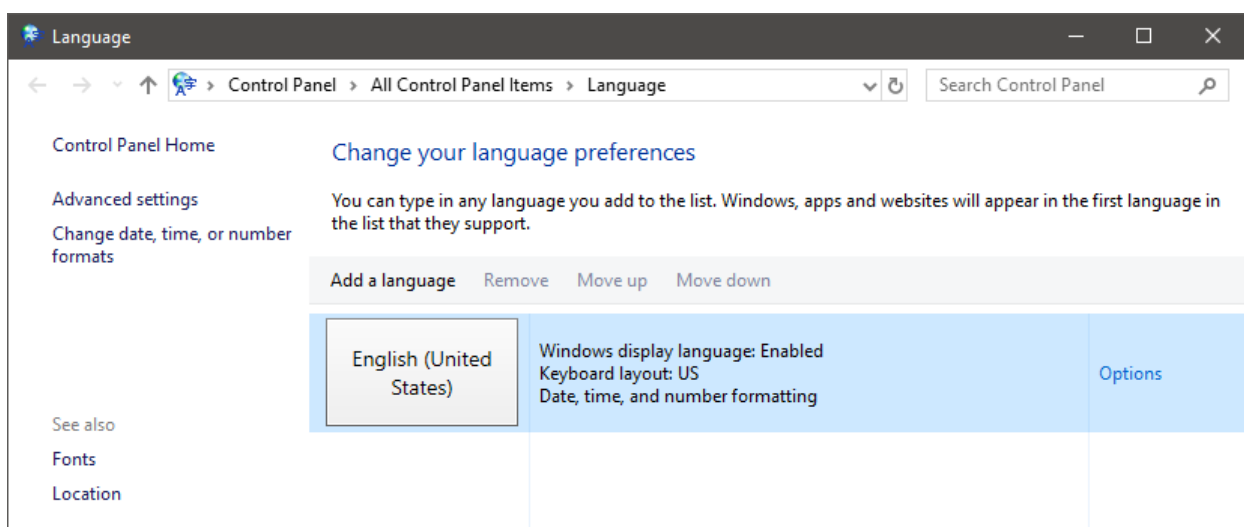 Language
Control Panel > All Control Panel Items > Language
Search Control Panel
Control Panel Home
Advanced settings
Change date, time, or number
formats
See also
Fonts
Location
Change your language preferences
You can type in any language you add to the list. Windows, apps and websites will appear in the first language in
the list that they support.
Add a language Remove Move up Move down
English (United
States)
Windows display language: Enabled
Keyboard layout: US
Date, time, and number formatting
Options